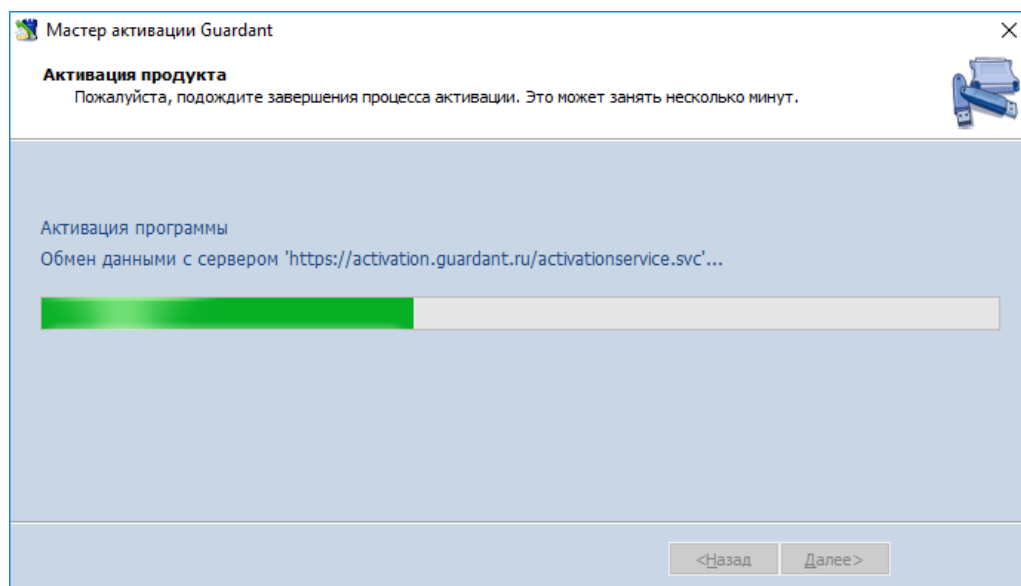 Мастер активации Guardant
Активация продукта
Пожалуйста, подождите завершения процесса активации. Это может занять несколько минут.
Активация программы
Обмен данными с сервером 'https://activation.guardant.ru/activationservice.svc'...
<Назад Далее>